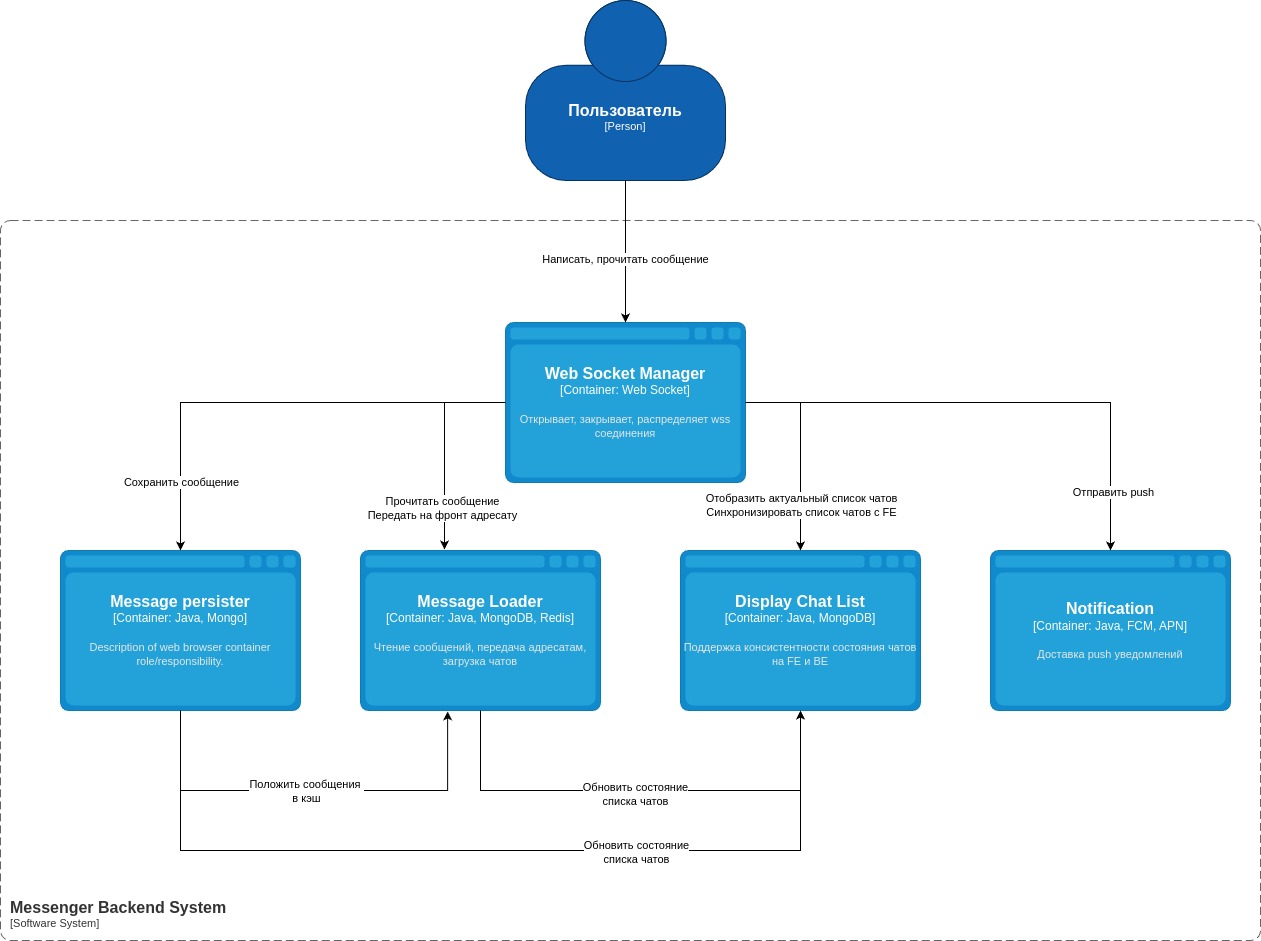 Пользователь
[Person]
Написать, прочитать сообщение
Web Socket Manager
[Container: Web Socket]
Открывает, закрывает, распределяет wss
соединения
Сохранить сообщение
Прочитать сообщение
Передать на фронт адресату
Отобразить актуальный список чатов
Синхронизировать список чатов с FE
Отправить push
Message persister
[Container: Java, Mongo]
Description of web browser container
role/responsibility.
Message Loader
[Container: Java, MongoDB, Redis]
Чтение сообщений, передача адресатам,
загрузка чатов
Display Chat List
[Container: Java, MongoDB]
Поддержка консистентности состояния чатов
на FE и BE
Notification
[Container: Java, FCM, APN]
Доставка push уведомлений
Положить сообщения
в кэш
Обновить состояние
списка чатов
Обновить состояние
списка чатов
Messenger Backend System
[Software System]